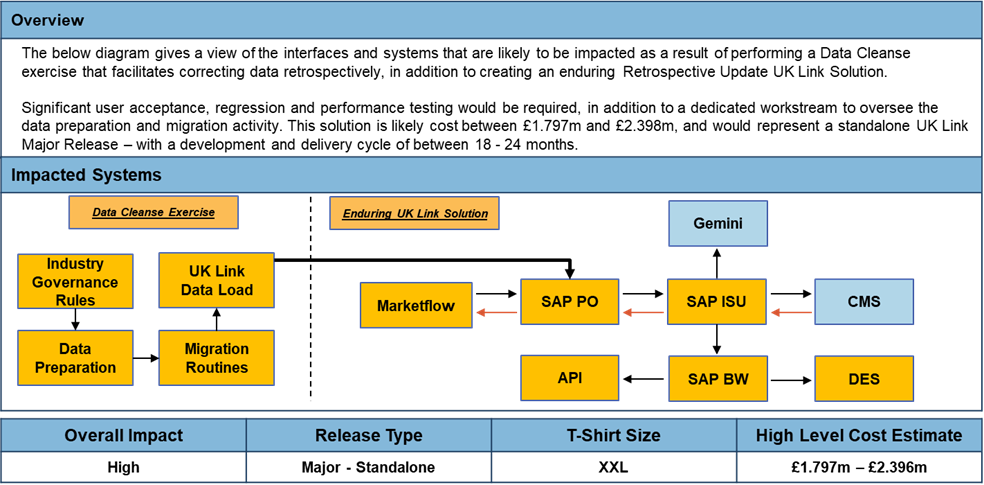 Overview
The below diagram gives a view of the interfaces and systems that are likely to be impacted as a result of performing a Data Cleanse
exercise that facilitates correcting data retrospectively, in addition to creating an enduring Retrospective Update UK Link Solution.
Significant user acceptance, regression and performance testing would be required, in addition to a dedicated workstream to oversee the
data preparation and migration activity. This solution is likely cost between £1.797m and £2.398m, and would represent a standalone UK Link
Major Release – with a development and delivery cycle of between 18 - 24 months.
Impacted Systems
Data Cleanse Exercise
Industry
Governance
Rules
UK Link
Data Load
Data
Preparation
Migration
Routines
Enduring UK Link Solution
Gemini
Marketflow
SAP PO
SAP ISU
CMS
API
SAP BW
DES
Overall Impact
Release Type
T-Shirt Size
High Level Cost Estimate
High
Major - Standalone
XXL
£1.797m – £2.396m